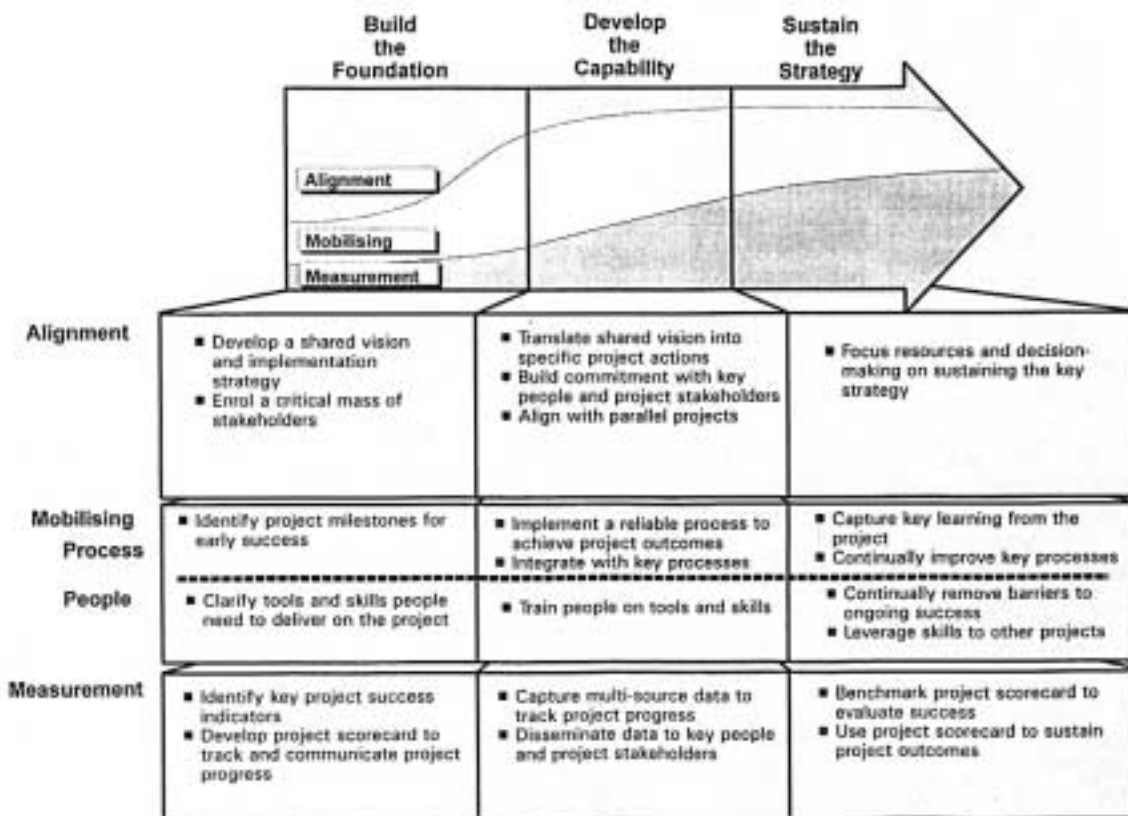 Build
the
Foundation
Develop
the
Capability
Sustain
the
Strategy
Alignment
Mobilising
Measurement
Alignment
■ Develop a shared vision
and implementation
strategy
■ Enrol a critical mass of
stakeholders
■ Translate shared vision into
specific project actions
■ Build commitment with key
people and project stakeholders
■ Align with parallel projects
■ Focus resources and decision-
making on sustaining the key
strategy
Mobilising
Process
■ Identify project milestones for
early success
■ Implement a reliable process to
achieve project outcomes
■ Integrate with key processes
■ Capture key learning from the
project
■ Continually improve key processes
People
■ Clarify tools and skills people
need to deliver on the project
■ Train people on tools and skills
■ Continually remove barriers to
ongoing success
■ Leverage skills to other projects
Measurement
■ Identify key project success
indicators
■ Develop project scorecard to
track and communicate project
progress
■ Capture multi-source data to
track project progress
■ Disseminate data to key people
and project stakeholders
■ Benchmark project scorecard to
evaluate success
■ Use project scorecard to sustain
project outcomes